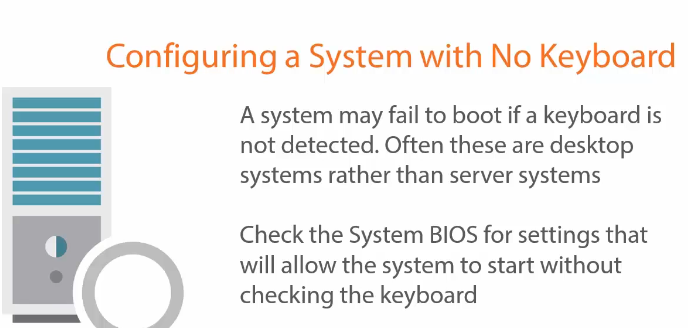 Configuring a System with No Keyboard
A system may fail to boot if a keyboard is
not detected. Often these are desktop
systems rather than server systems
Check the System BIOS for settings that
will allow the system to start without
checking the keyboard